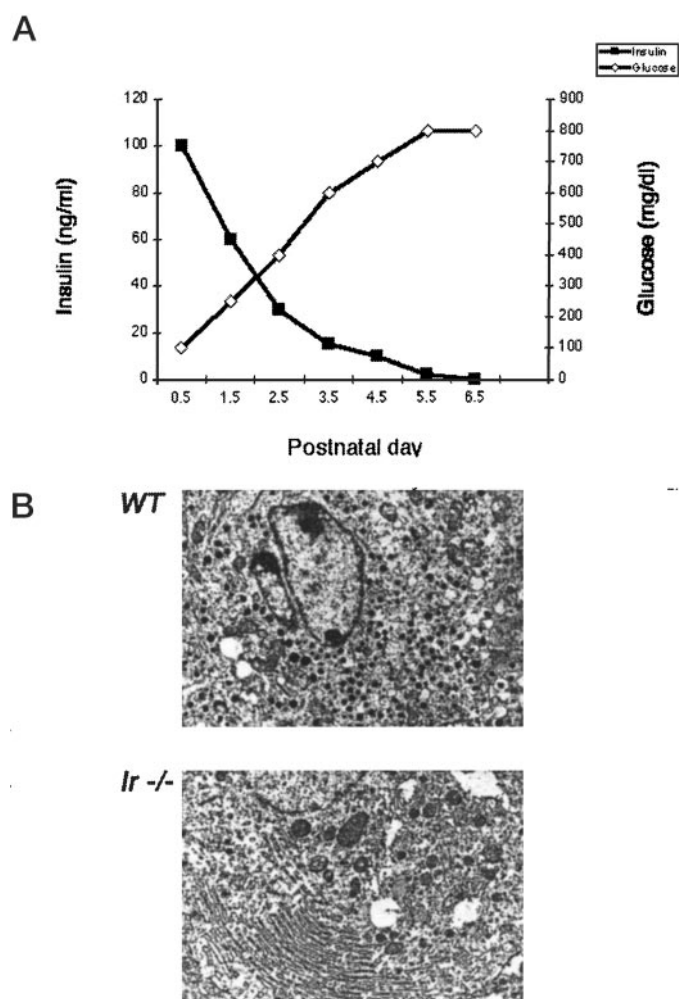 A
Insulin
Glucose
120
100
80
60
40
20
0
Insulin (ng/ml)
900
800
700
600
500
400
300
200
100
0
Glucose (mg/dl)
0.5 1.5 2.5 3.5 4.5 5.5 6.5
Postnatal day
B
WT
Ir -/-